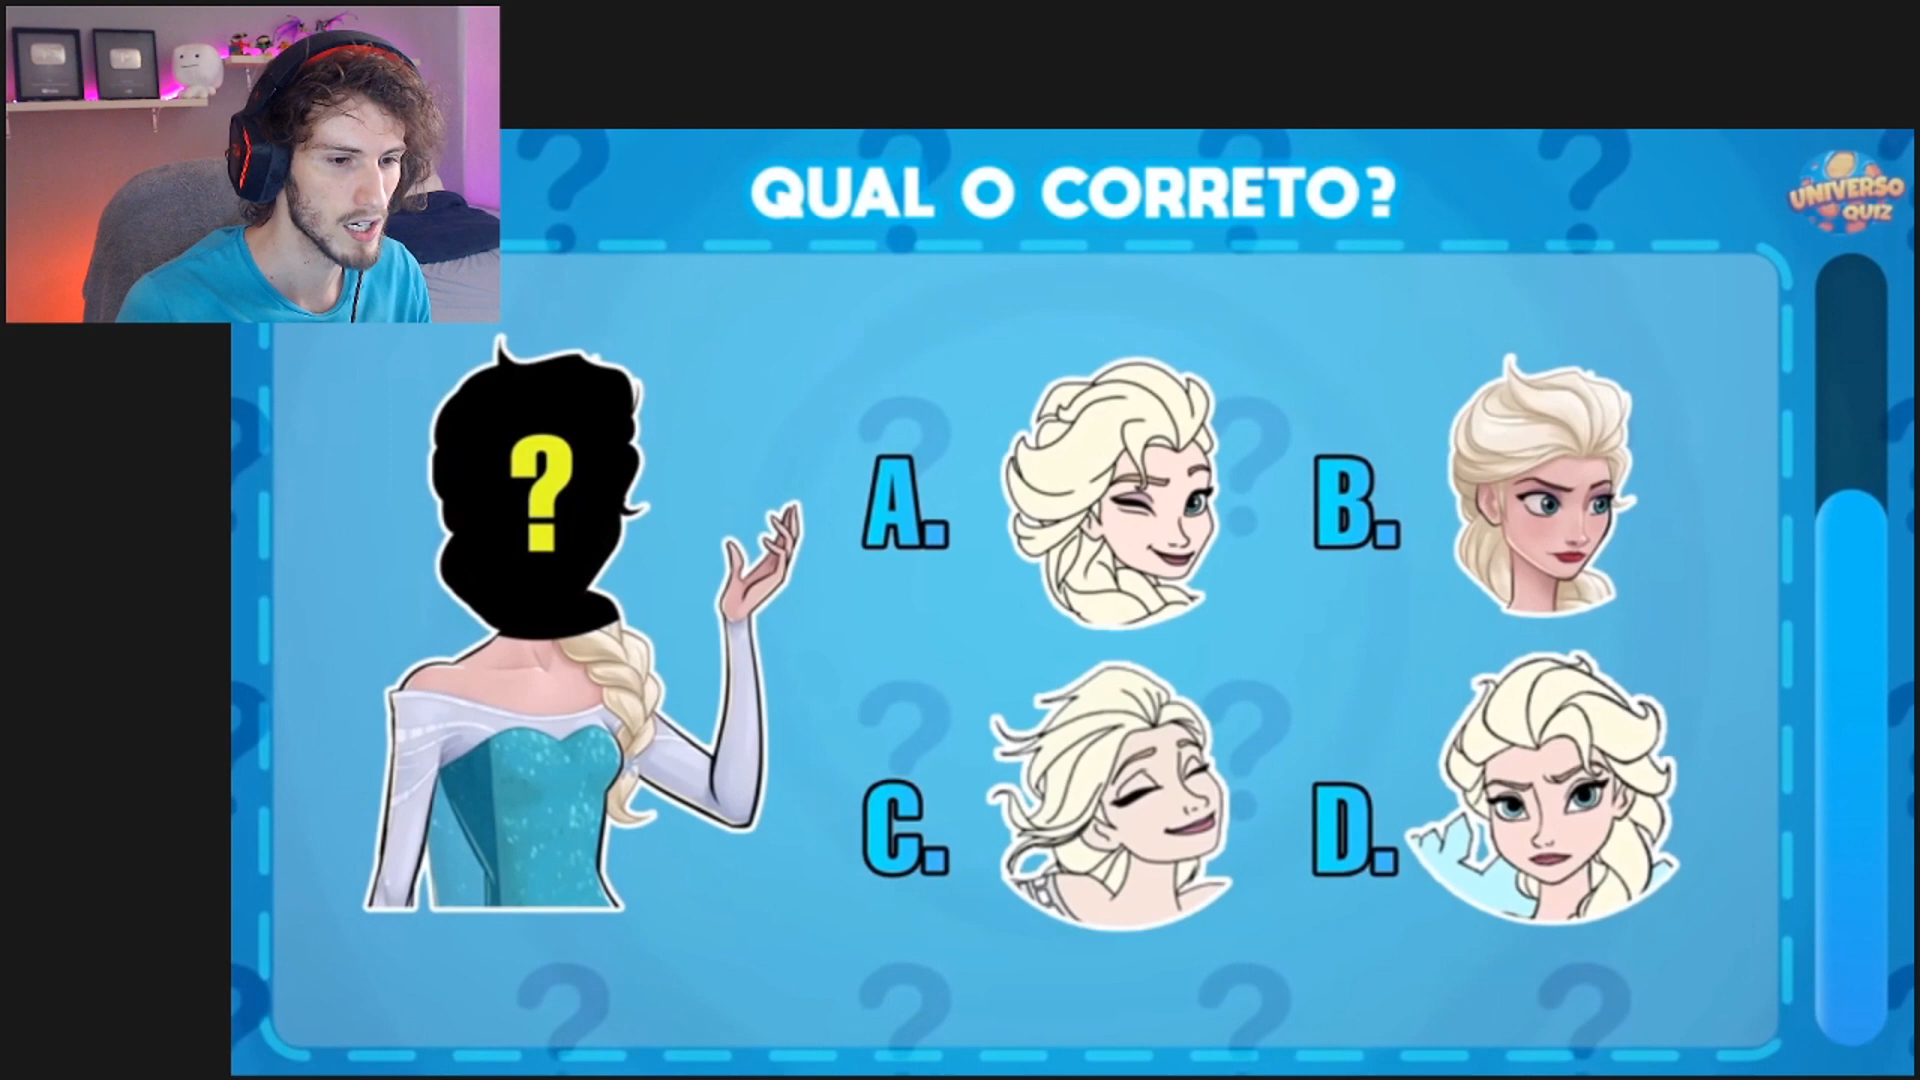 QUAL O CORRETO?
UNIVERSO
QUIZ
?
A.
B.
C.
D.